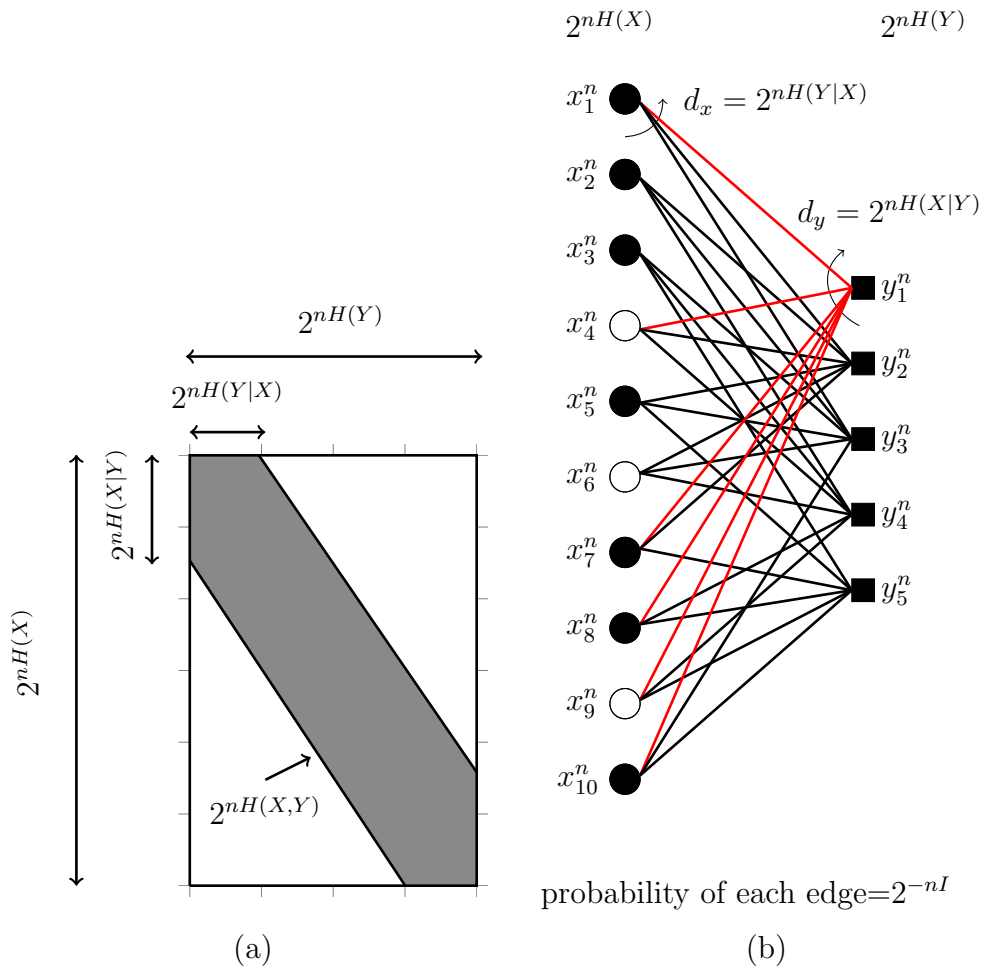 2^{nH(Y)}
2^{nH(Y|X)}
2^{nH(X|Y)}
2^{nH(X)}
2^{nH(X,Y)}
(a)
2^{nH(X)}
2^{nH(Y)}
x_1^n
d_x = 2^{nH(Y|X)}
x_2^n
d_y = 2^{nH(X|Y)}
x_3^n
y_1^n
x_4^n
y_2^n
x_5^n
y_3^n
x_6^n
y_4^n
x_7^n
y_5^n
x_8^n
x_9^n
x_{10}^n
probability of each edge=2^{-nI}
(b)